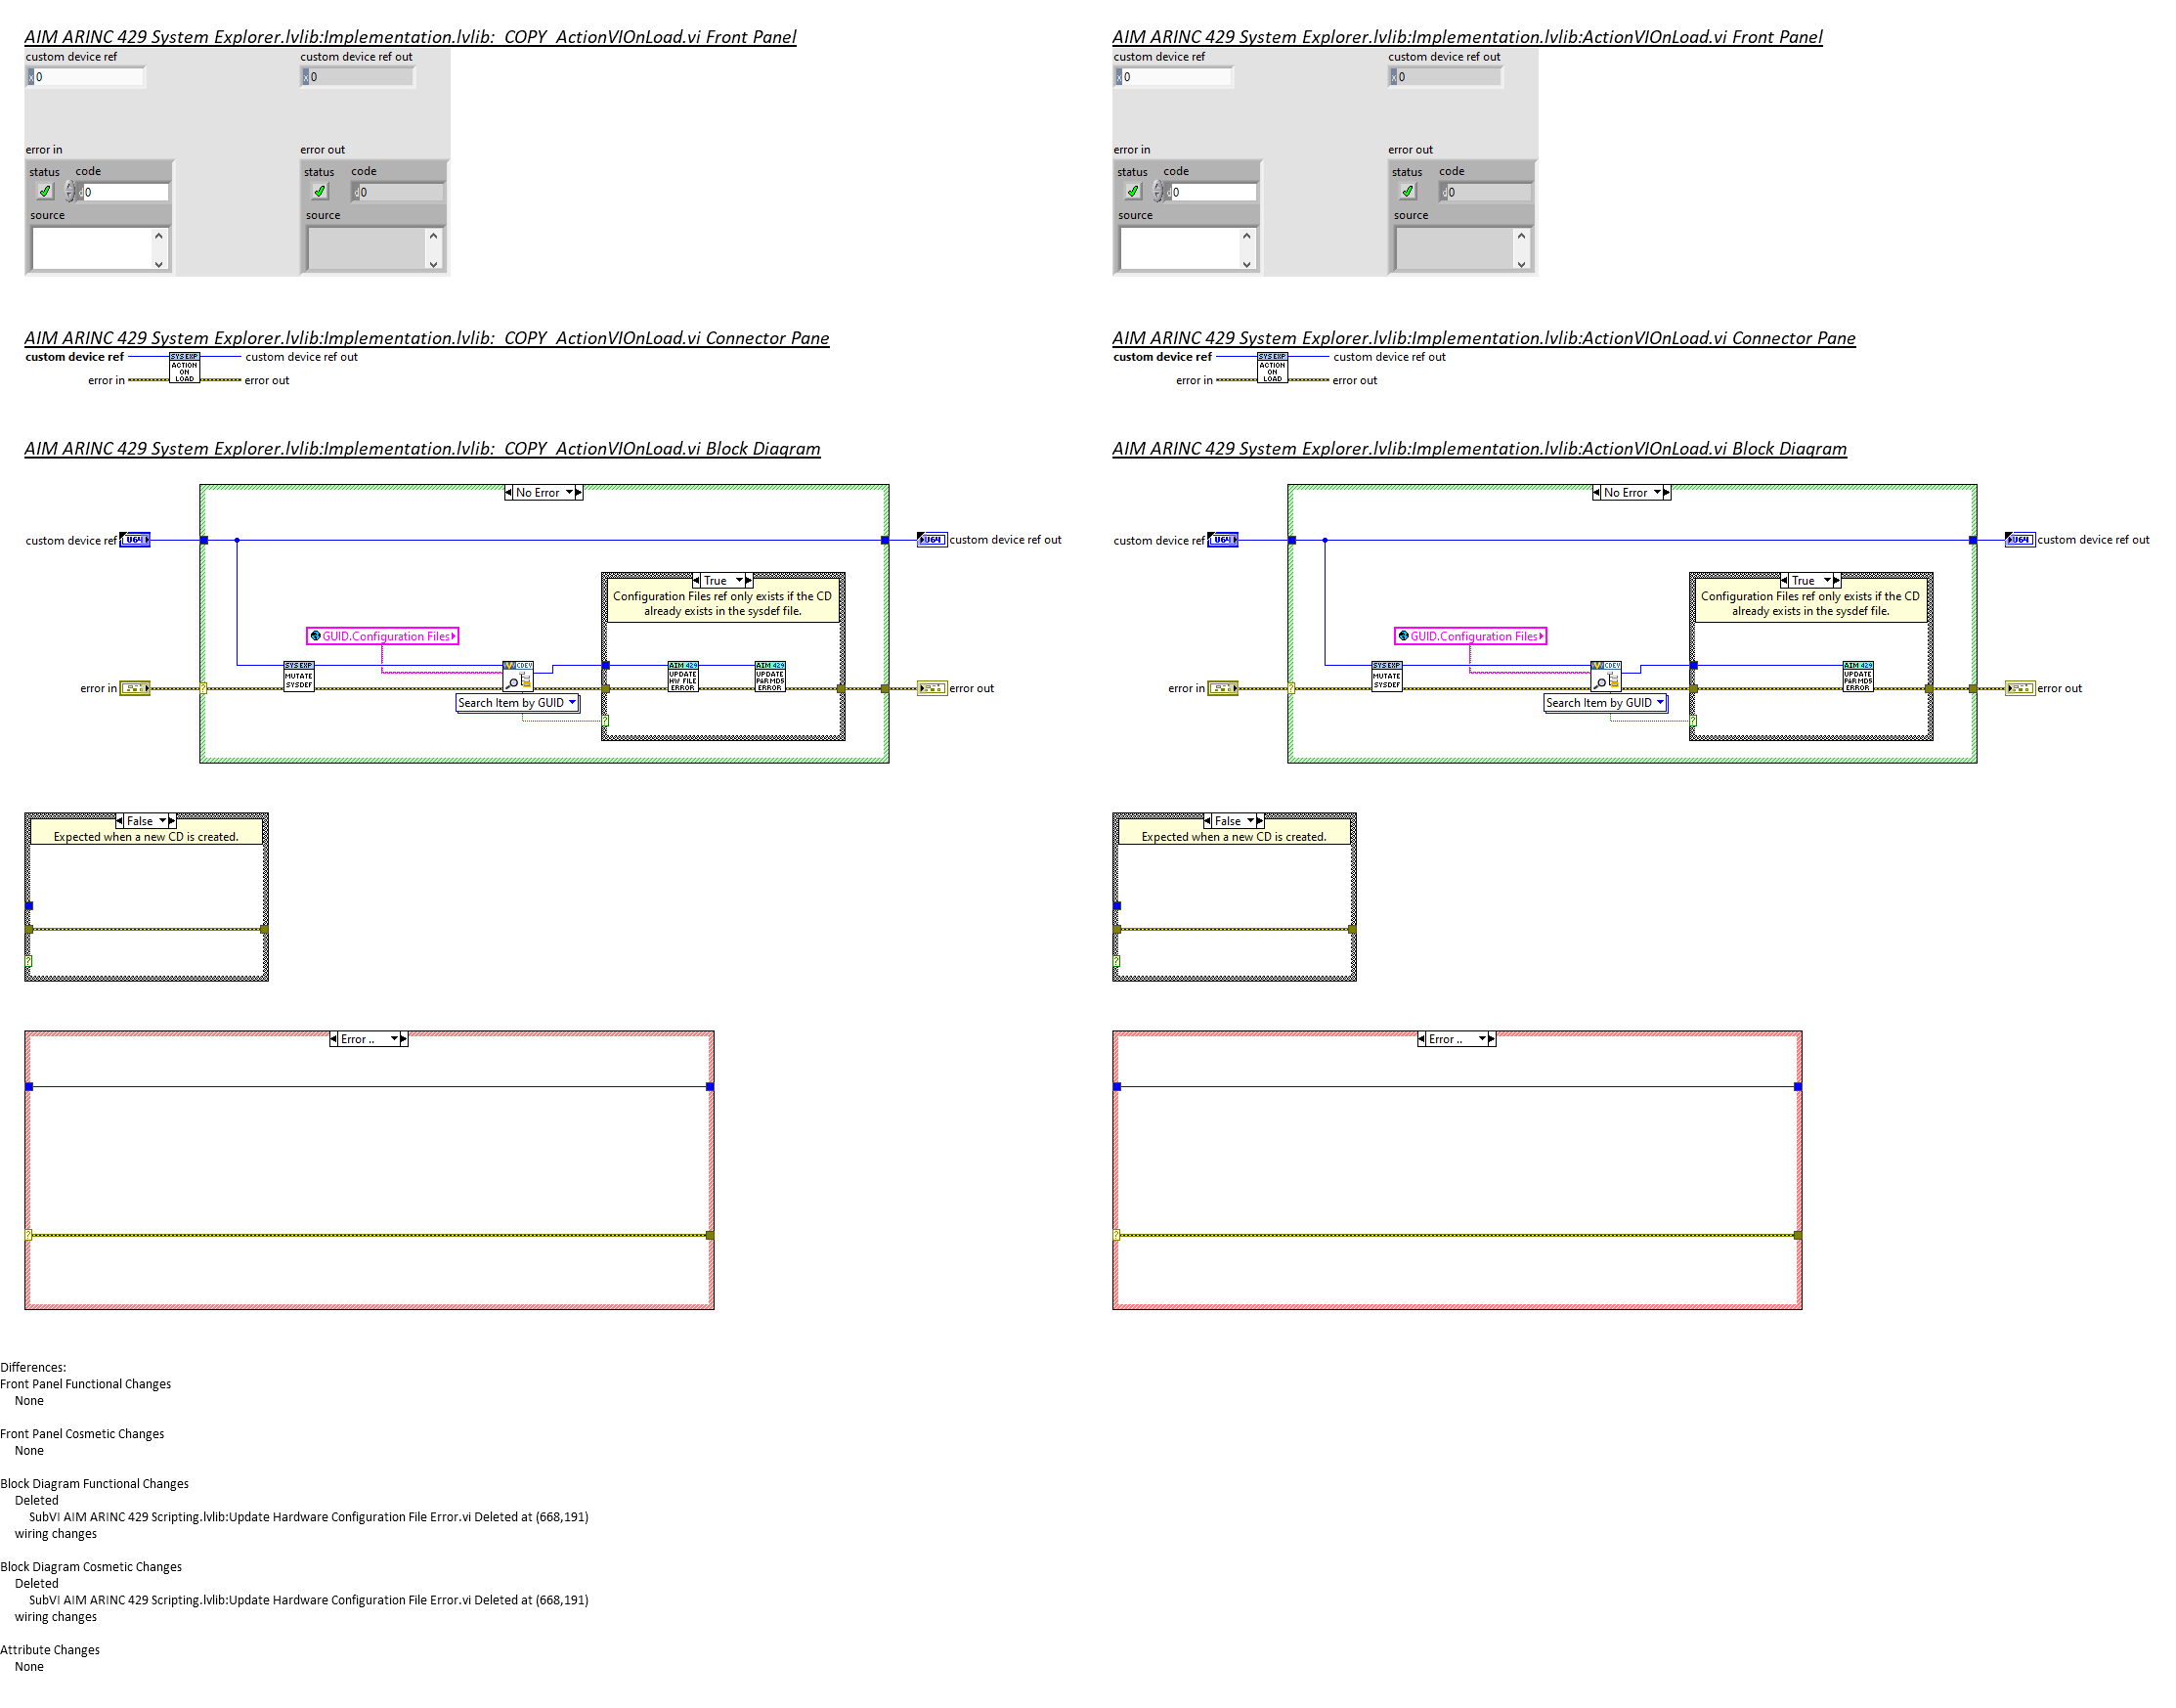 AIM ARINC 429 System Explorer.lvlib:Implementation.lvlib:_COPY_ActionVIOnLoad.vi Front Panel
custom device ref
custom device ref out
x 0
x 0
error in
error out
status
code
status
code
d 0
d 0
source
source
AIM ARINC 429 System Explorer.lvlib:Implementation.lvlib:ActionVIOnLoad.vi Front Panel
custom device ref
custom device ref out
x 0
x 0
error in
error out
status
code
status
code
d 0
d 0
source
source
AIM ARINC 429 System Explorer.lvlib:Implementation.lvlib:_COPY_ActionVIOnLoad.vi Connector Pane
custom device ref
SYS EXP
ACTION
ON
LOAD
custom device ref out
error in
error out
AIM ARINC 429 System Explorer.lvlib:Implementation.lvlib:ActionVIOnLoad.vi Connector Pane
custom device ref
SYS EXP
ACTION
ON
LOAD
custom device ref out
error in
error out
AIM ARINC 429 System Explorer.lvlib:Implementation.lvlib:_COPY_ActionVIOnLoad.vi Block Diagram
No Error
custom device ref
U64
U64
custom device ref out
True
Configuration Files ref only exists if the CD
already exists in the sysdef file.
GUID.Configuration Files
SYS EXP
MUTATE
SYSDEF
CDEV
AIM 429
UPDATE
HW FILE
ERROR
AIM 429
UPDATE
PARMDS
ERROR
error in
error out
Search Item by GUID
?
?
False
Expected when a new CD is created.
?
Error ..
?
AIM ARINC 429 System Explorer.lvlib:Implementation.lvlib:ActionVIOnLoad.vi Block Diagram
No Error
custom device ref
U64
U64
custom device ref out
True
Configuration Files ref only exists if the CD
already exists in the sysdef file.
GUID.Configuration Files
SYS EXP
MUTATE
SYSDEF
CDEV
AIM 429
UPDATE
PARMDS
ERROR
error in
error out
Search Item by GUID
?
?
False
Expected when a new CD is created.
?
Error ..
?
Differences:
Front Panel Functional Changes
None
Front Panel Cosmetic Changes
None
Block Diagram Functional Changes
Deleted
SubVI AIM ARINC 429 Scripting.lvlib:Update Hardware Configuration File Error.vi Deleted at (668,191)
wiring changes
Block Diagram Cosmetic Changes
Deleted
SubVI AIM ARINC 429 Scripting.lvlib:Update Hardware Configuration File Error.vi Deleted at (668,191)
wiring changes
Attribute Changes
None